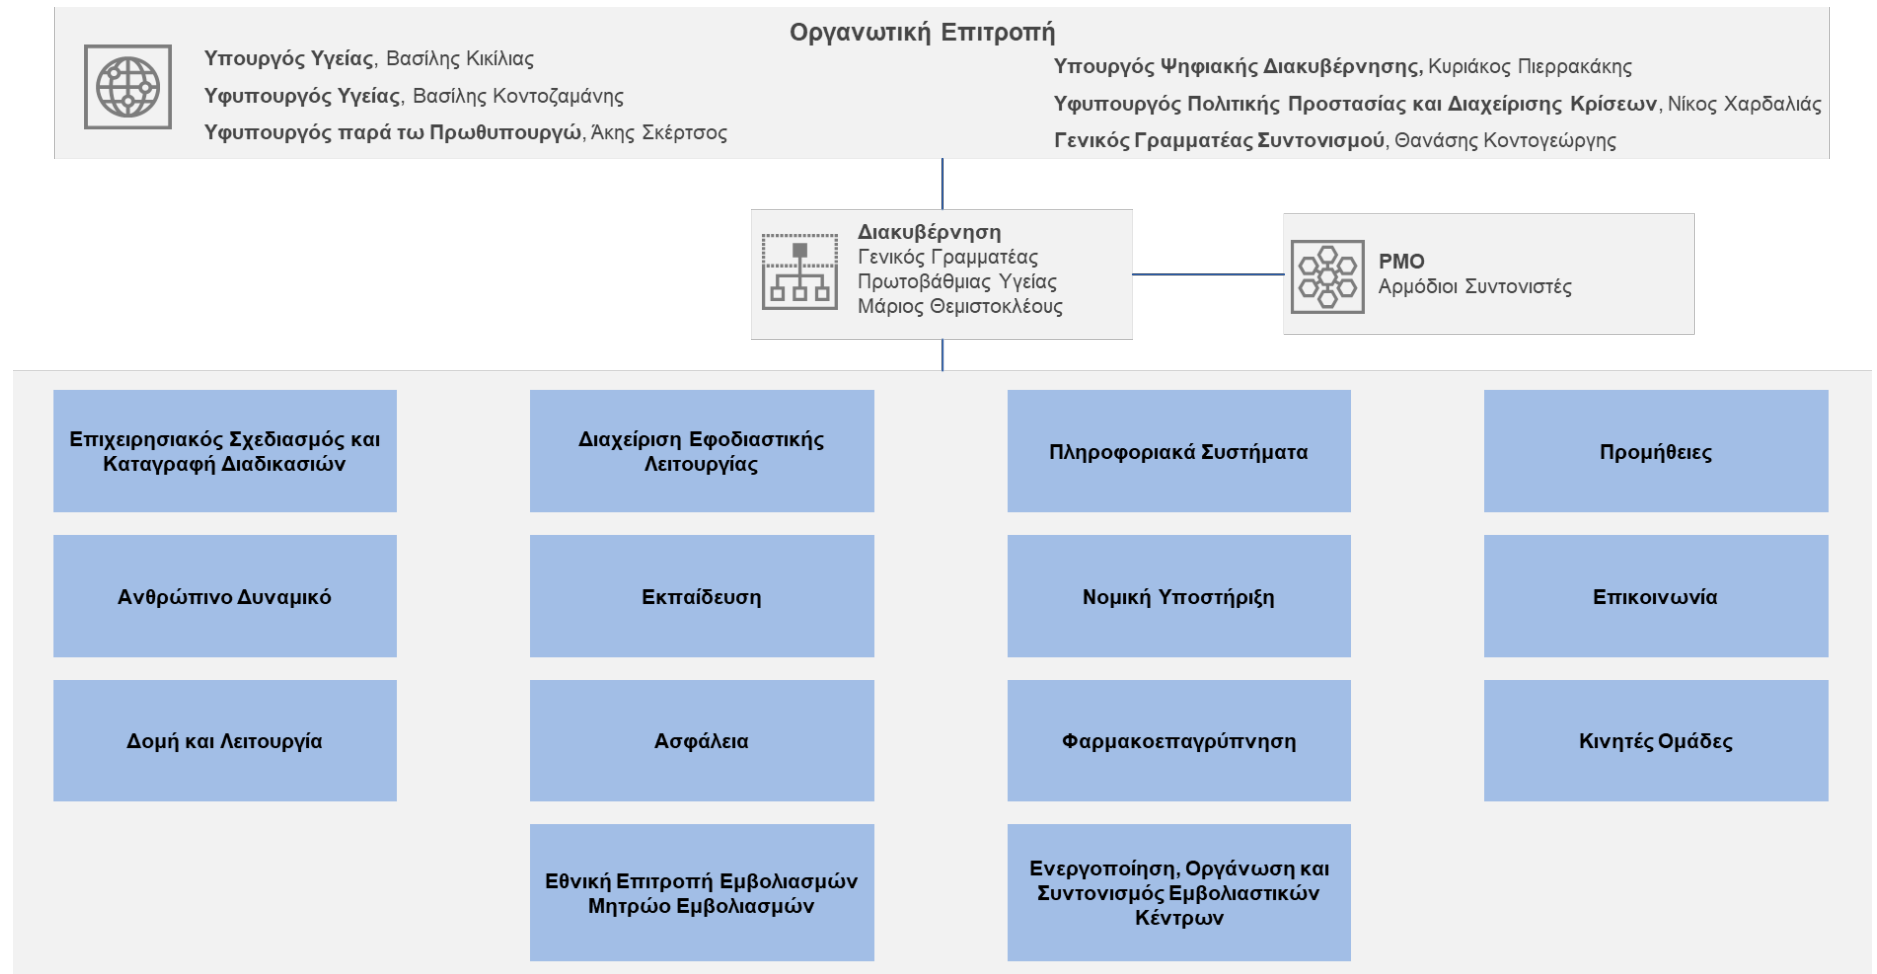 Οργανωτική Επιτροπή
Υπουργός Υγείας, Βασίλης Κικίλιας
Υφυπουργός Υγείας, Βασίλης Κοντοζαμάνης
Υφυπουργός παρά τω Πρωθυπουργώ, Άκης Σκέρτσος
Υπουργός Ψηφιακής Διακυβέρνησης, Κυριάκος Πιερρακάκης
Υφυπουργός Πολιτικής Προστασίας και Διαχείρισης Κρίσεων, Νίκος Χαρδαλιάς
Γενικός Γραμματέας Συντονισμού, Θανάσης Κοντογεώργης
Διακυβέρνηση
Γενικός Γραμματέας
Πρωτοβάθμιας Υγείας
Μάριος Θεμιστοκλέους
PMO
Αρμόδιοι Συντονιστές
Επιχειρησιακός Σχεδιασμός και
Καταγραφή Διαδικασιών
Διαχείριση Εφοδιαστικής
Λειτουργίας
Πληροφοριακά Συστήματα
Προμήθειες
Ανθρώπινο Δυναμικό
Εκπαίδευση
Νομική Υποστήριξη
Επικοινωνία
Δομή και Λειτουργία
Ασφάλεια
Φαρμακοεπαγρύπνηση
Κινητές Ομάδες
Εθνική Επιτροπή Εμβολιασμών
Μητρώο Εμβολιασμών
Ενεργοποίηση, Οργάνωση και
Συντονισμός Εμβολιαστικών
Κέντρων